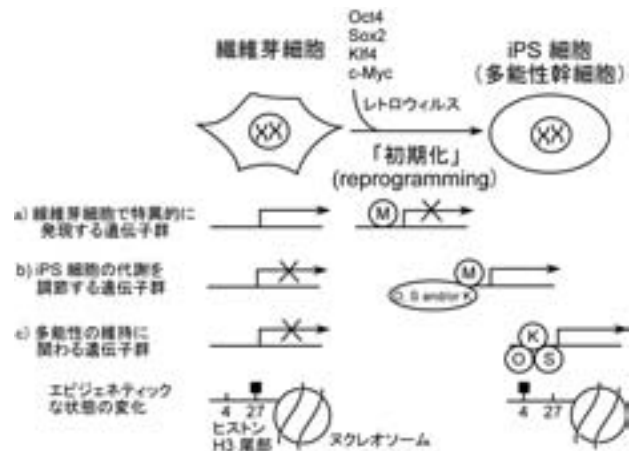 Oct4
Sox2
Klf4
c-Myc
繊維芽細胞
iPS 細胞
(多能性幹細胞)
レトロウィルス
「初期化」
(reprogramming)
a) 繊維芽細胞で特異的に
発現する遺伝子群
M
b) iPS 細胞の代謝を
調節する遺伝子群
M
O, S and/or K
c) 多能性の維持に
関わる遺伝子群
K
O S
エピジェネティック
な状態の変化
4 27
ヒストン
H3 尾部
ヌクレオソーム
4 27